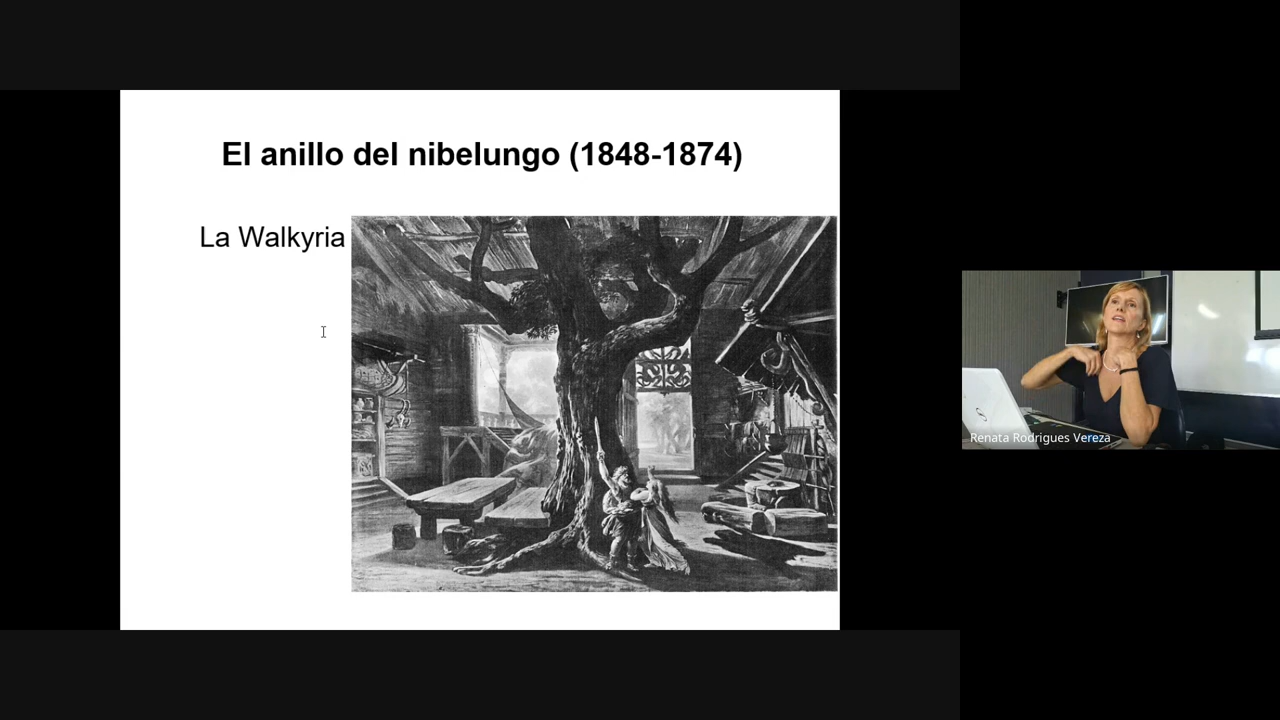 El anillo del nibelungo (1848-1874)
La Walkyria
Renata Rodrigues Vereza